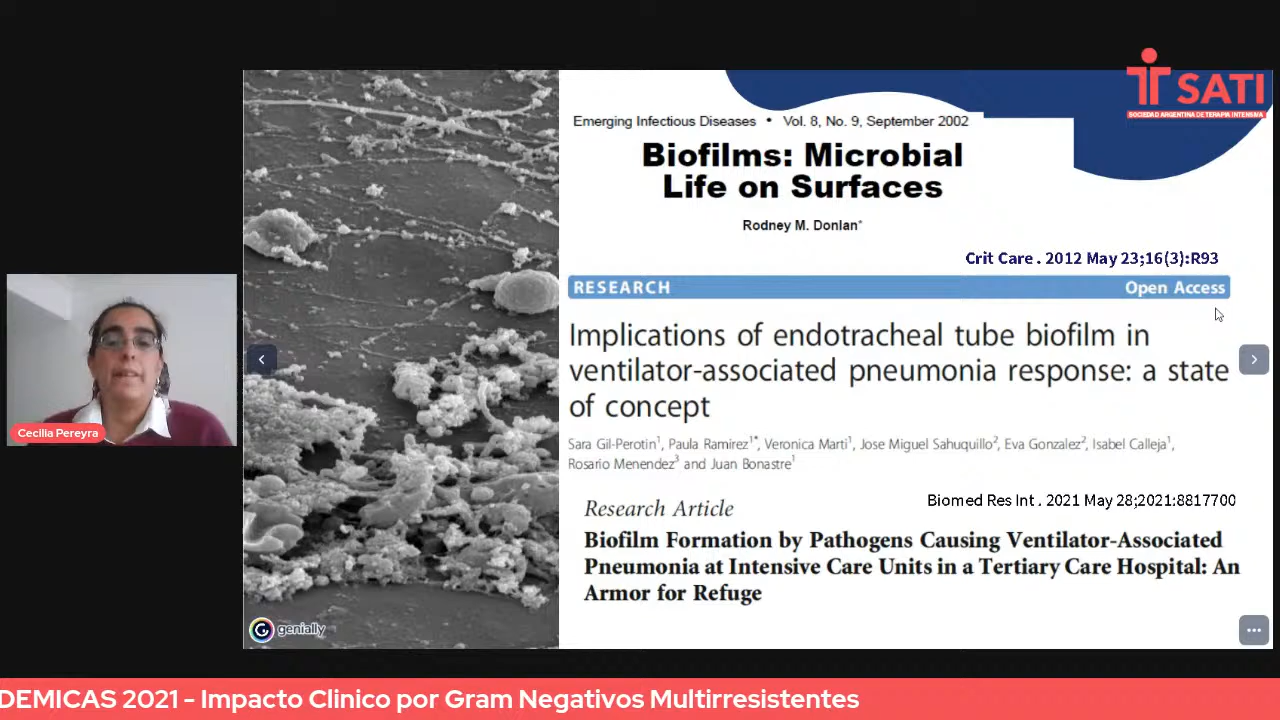 SATI
SOCIEDAD ARGENTINA DE TERAPIA INTENSIVA
Emerging Infectious Diseases • Vol. 8, No. 9, September 2002
Biofilms: Microbial
Life on Surfaces
Rodney M. Donlan*
Crit Care . 2012 May 23;16(3):R93
RESEARCH Open Access
Implications of endotracheal tube biofilm in
ventilator-associated pneumonia response: a state
of concept
Sara Gil-Perotin1, Paula Ramirez1*, Veronica Marti1, Jose Miguel Sahuquillo2, Eva Gonzalez2, Isabel Calleja1,
Rosario Menendez3 and Juan Bonastre1
Cecilia Pereyra
Biomed Res Int . 2021 May 28;2021:8817700
Research Article
Biofilm Formation by Pathogens Causing Ventilator-Associated
Pneumonia at Intensive Care Units in a Tertiary Care Hospital: An
Armor for Refuge
genially
DEMICAS 2021 - Impacto Clinico por Gram Negativos Multirresistentes